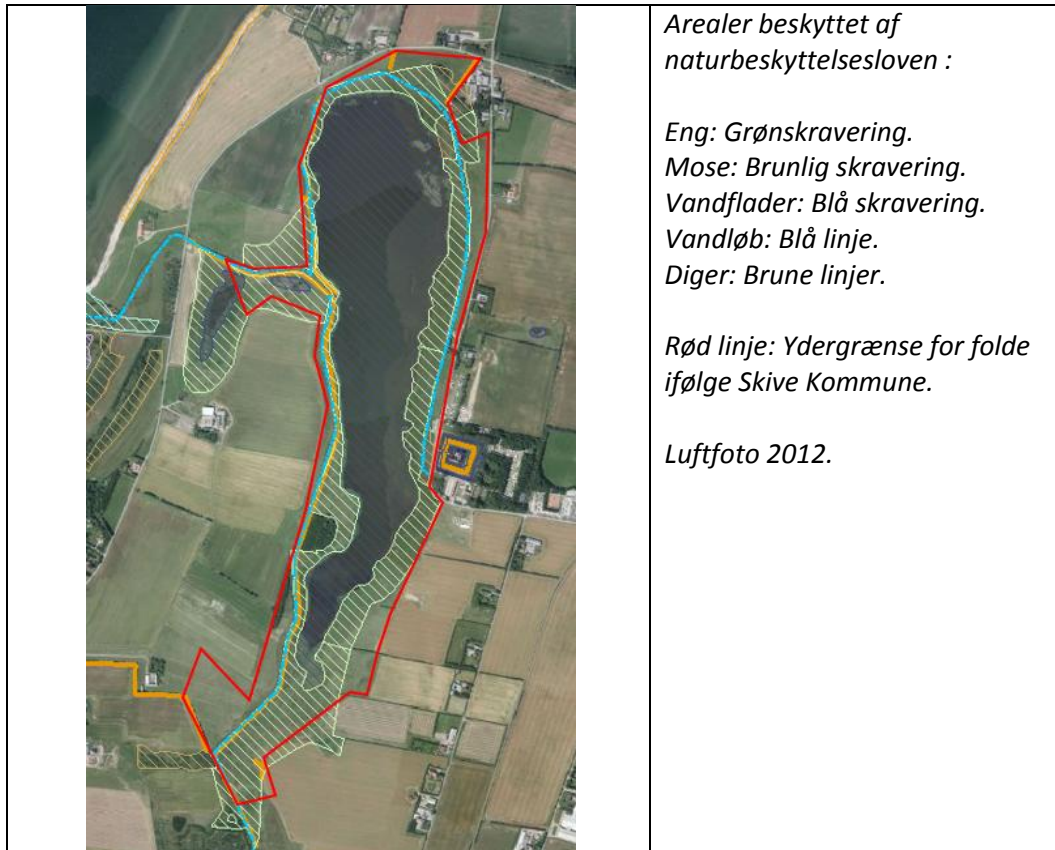 Arealer beskyttet af
naturbeskyttelsesloven :
Eng: Grønskravering.
Mose: Brunlig skravering.
Vandflader: Blå skravering.
Vandløb: Blå linje.
Diger: Brune linjer.
Rød linje: Ydergrænse for folde
ifølge Skive Kommune.
Luftfoto 2012.